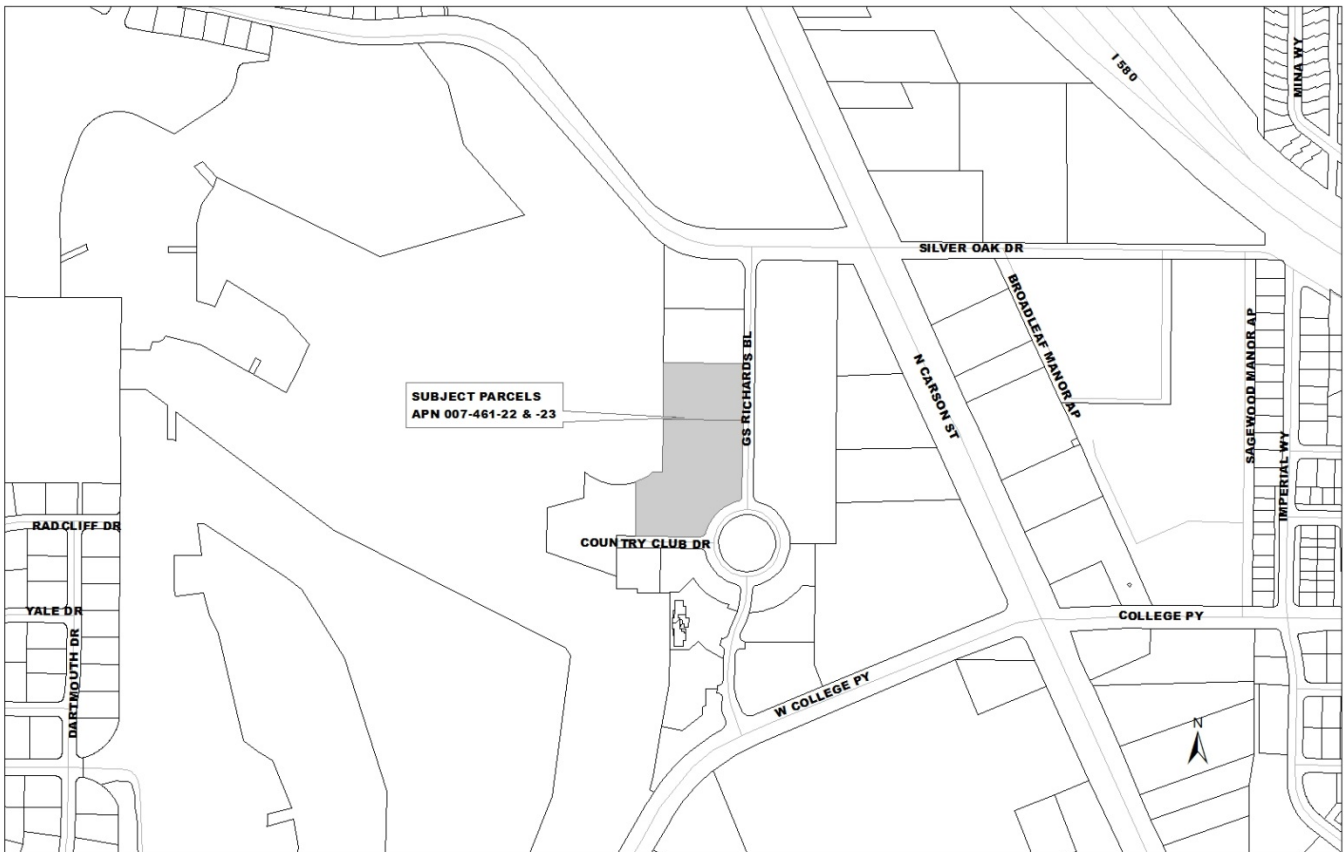 I 580
MINA WY
SILVER OAK DR
BROADLEAF MANOR AP
GS RICHARDS BL
SAGEWOOD MANOR AP
N CARSON ST
SUBJECT PARCELS
APN 007-461-22 & -23
IMPERIAL WY
RADCLIFF DR
COUNTRY CLUB DR
YALE DR
COLLEGE PY
DARTMOUTH DR
W COLLEGE PY
N